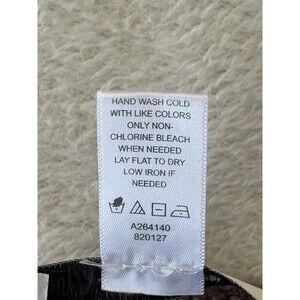 HAND WASH COLD
WITH LIKE COLORS
ONLY NON-
CHLORINE BLEACH
WHEN NEEDED
LAY FLAT TO DRY
LOW IRON IF
NEEDED
A264140
820127